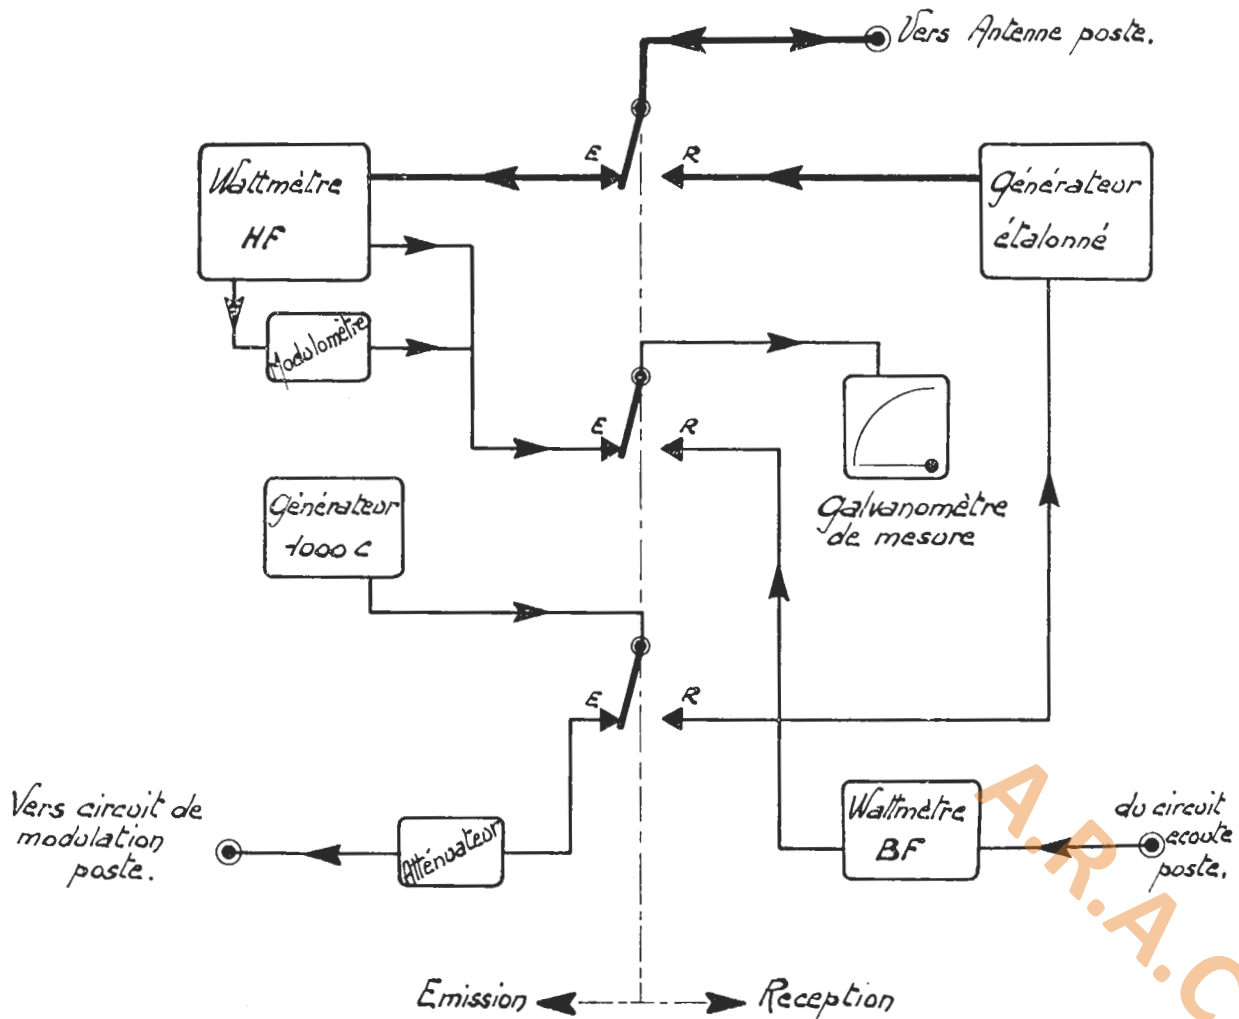 Vers Antenne poste.
E
R
Wattmètre
HF
Générateur
étalonné
Modulomètre
E
R
Galvanomètre
de mesure
Générateur
1000 C
E
R
Vers circuit de
modulation
poste.
Atténuateur
Wattmètre
BF
du circuit
ecoute
poste.
Emission
Reception
A.R.A.C